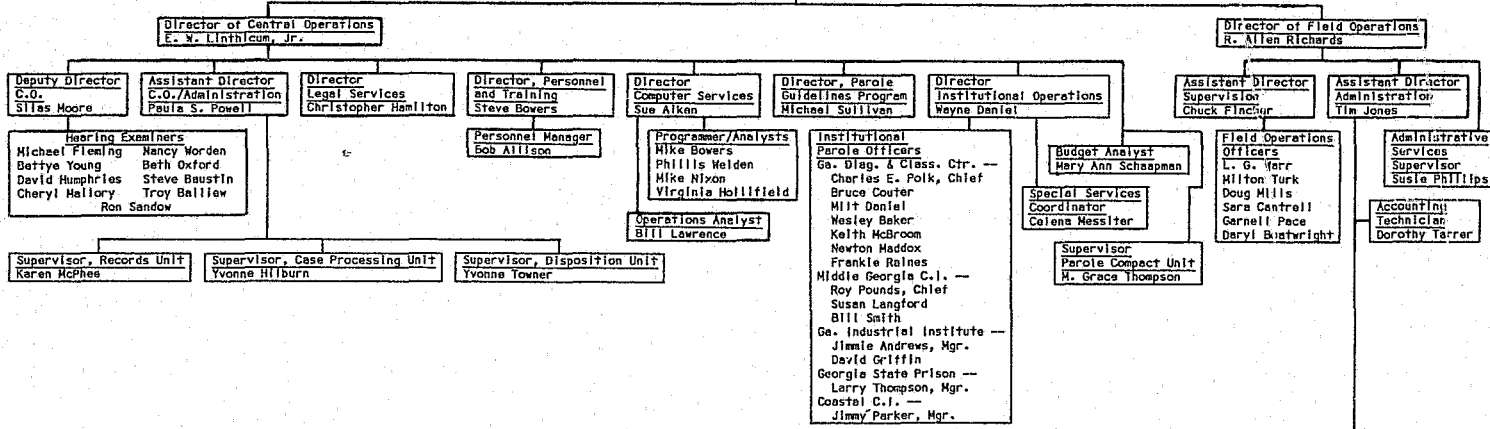 Director of Central Operations
E. W. Linthicum, Jr.
Director of Field Operations
R. Allen Richards
Deputy Director
C.O.
Silas Moore
Assistant Director
C.O./Administration
Paula S. Powell
Director
Legal Services
Christopher Hamilton
Director, Personnel
and Training
Steve Bowers
Director
Computer Services
Sue Aiken
Director, Parole
Guidelines Program
Michael Sullivan
Director
Institutional Operations
Wayne Daniel
Assistant Director
Supervision
Chuck Fincher
Assistant Director
Administration
Tim Jones
Hearing Examiners
Michael Fleming Nancy Worden
Bettye Young Beth Oxford
David Humphries Steve Baustin
Cheryl Mallory Troy Balliew
Ron Sandow
Personnel Manager
Bob Allison
Programmer/Analysts
Mike Bowers
Phillis Welden
Mike Nixon
Virginia Hollifield
Operations Analyst
Bill Lawrence
Institutional
Parole Officers
Ga. Diag. & Class. Ctr. --
Charles E. Polk, Chief
Bruce Couter
Milt Daniel
Wesley Baker
Keith McBroom
Newton Maddox
Frankie Raines
Middle Georgia C.I. --
Roy Pounds, Chief
Susan Langford
Bill Smith
Ga. Industrial Institute --
Jimmie Andrews, Mgr.
David Griffin
Georgia State Prison --
Larry Thompson, Mgr.
Coastal C.I. --
Jimmy Parker, Mgr.
Budget Analyst
Mary Ann Schaapman
Special Services
Coordinator
Celena Messiter
Supervisor
Parole Compact Unit
M. Grace Thompson
Field Operations
Officers
L. G. Warr
Milton Turk
Doug Mills
Sara Cantrell
Garnell Pace
Daryl Boatwright
Administrative
Services
Supervisor
Susie Phillips
Accounting
Technician
Dorothy Tarrer
Supervisor, Records Unit
Karen McPhee
Supervisor, Case Processing Unit
Yvonne Hilburn
Supervisor, Disposition Unit
Yvonne Towner